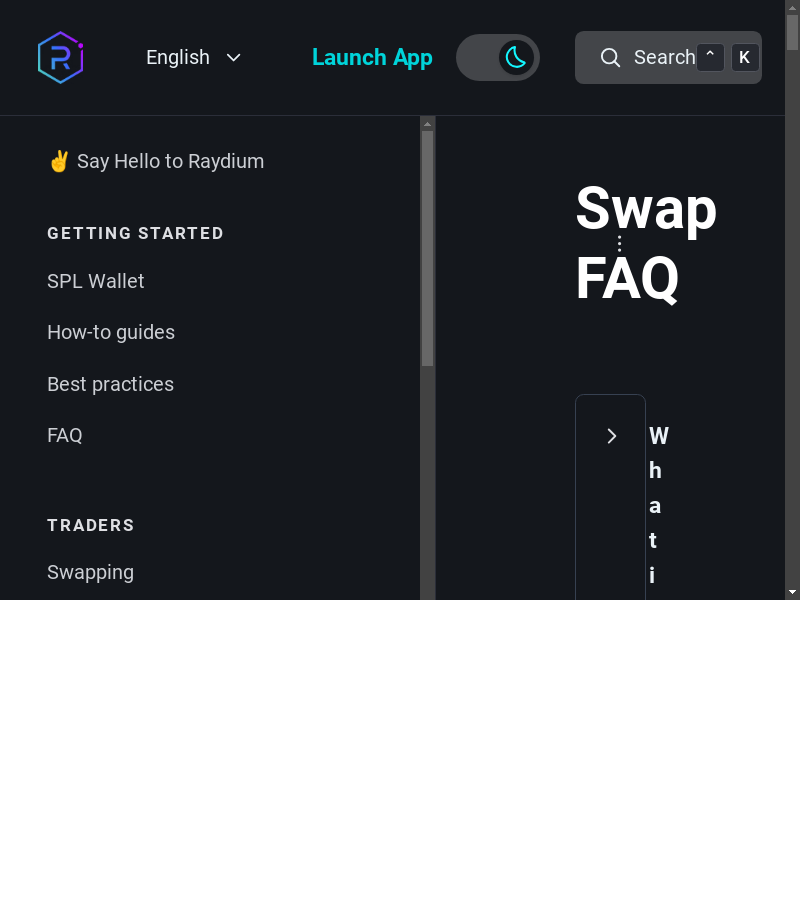 English
Launch App
Search
⌃
K
✌️ Say Hello to Raydium
GETTING STARTED
SPL Wallet
How-to guides
Best practices
FAQ
TRADERS
Swapping
Swap
FAQ
W
h
a
t
i